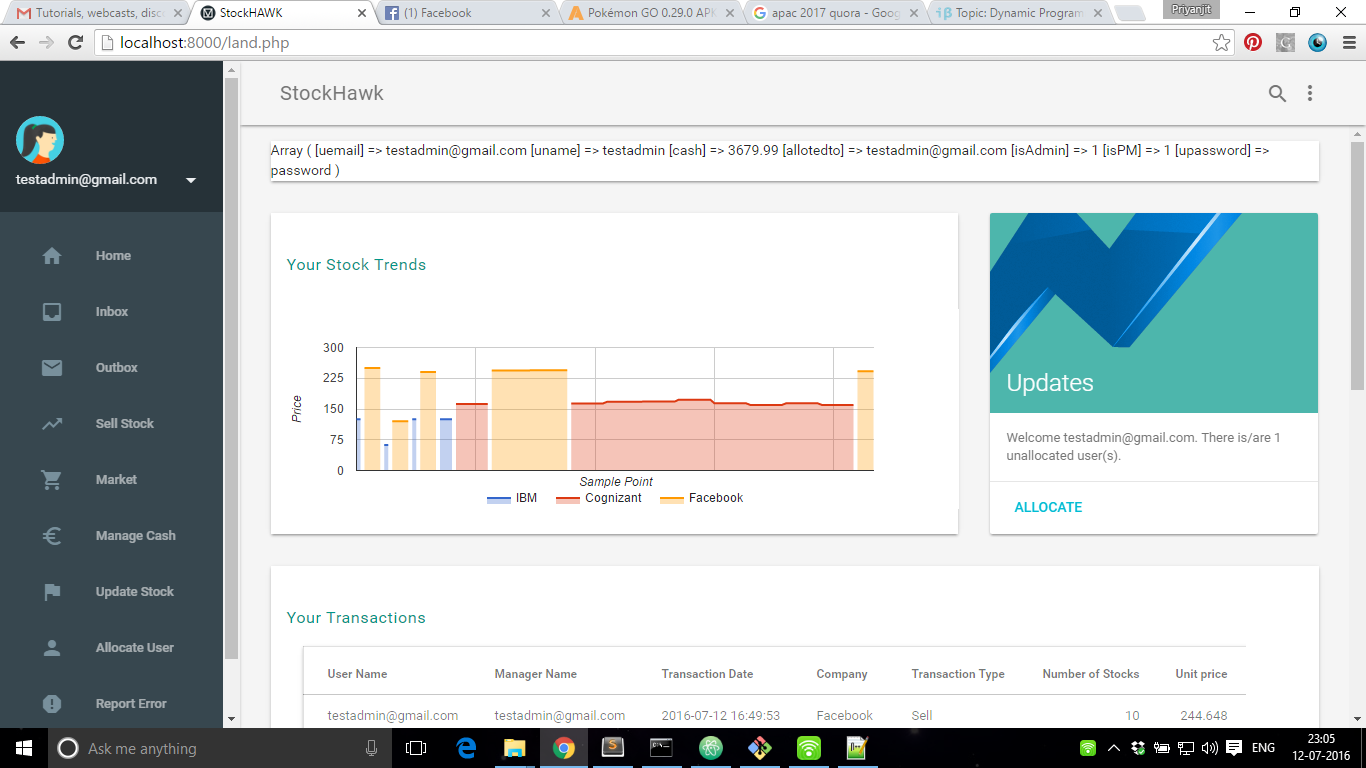 Tutorials, webcasts, disc
StockHAWK
(1) Facebook
Pokémon GO 0.29.0 APK
apac 2017 quora - Goog
Topic: Dynamic Program
Priyanjit
localhost:8000/land.php
StockHawk
testadmin@gmail.com
Home
Inbox
Outbox
Sell Stock
Market
Manage Cash
Update Stock
Allocate User
Report Error
Array ( [uemail] => testadmin@gmail.com [uname] => testadmin [cash] => 3679.99 [allotedto] => testadmin@gmail.com [isAdmin] => 1 [isPM] => 1 [upassword] =>
password )
Your Stock Trends
300
225
150
75
0
Price
Sample Point
IBM Cognizant Facebook
Updates
Welcome testadmin@gmail.com. There is/are 1
unallocated user(s).
ALLOCATE
Your Transactions
User Name Manager Name Transaction Date Company Transaction Type Number of Stocks Unit price
testadmin@gmail.com testadmin@gmail.com 2016-07-12 16:49:53 Facebook Sell 10 244.648
Ask me anything
ENG
23:05
12-07-2016